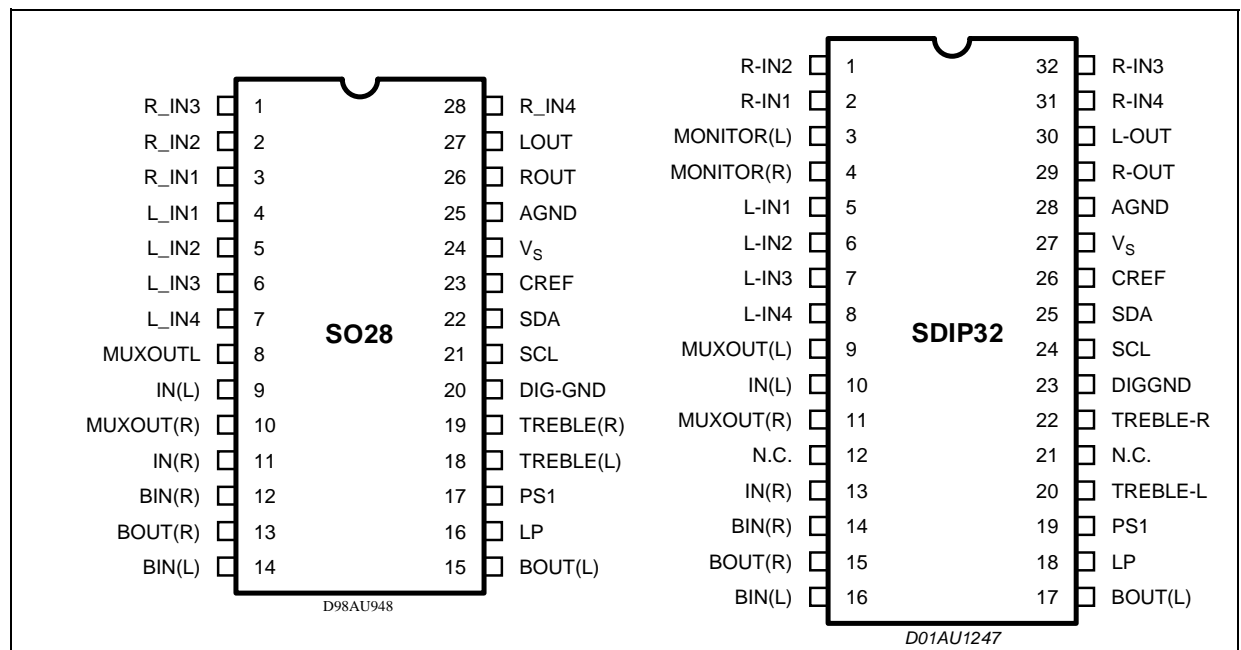 R_IN3 1 28 R_IN4
R_IN2 2 27 LOUT
R_IN1 3 26 ROUT
L_IN1 4 25 AGND
L_IN2 5 24 VS
L_IN3 6 23 CREF
L_IN4 7 22 SDA
SO28
MUXOUTL 8 21 SCL
IN(L) 9 20 DIG-GND
MUXOUT(R) 10 19 TREBLE(R)
IN(R) 11 18 TREBLE(L)
BIN(R) 12 17 PS1
BOUT(R) 13 16 LP
BIN(L) 14 15 BOUT(L)
D98AU948
R-IN2 1 32 R-IN3
R-IN1 2 31 R-IN4
MONITOR(L) 3 30 L-OUT
MONITOR(R) 4 29 R-OUT
L-IN1 5 28 AGND
L-IN2 6 27 VS
L-IN3 7 26 CREF
L-IN4 8 25 SDA
SDIP32
MUXOUT(L) 9 24 SCL
IN(L) 10 23 DIGGND
MUXOUT(R) 11 22 TREBLE-R
N.C. 12 21 N.C.
IN(R) 13 20 TREBLE-L
BIN(R) 14 19 PS1
BOUT(R) 15 18 LP
BIN(L) 16 17 BOUT(L)
D01AU1247